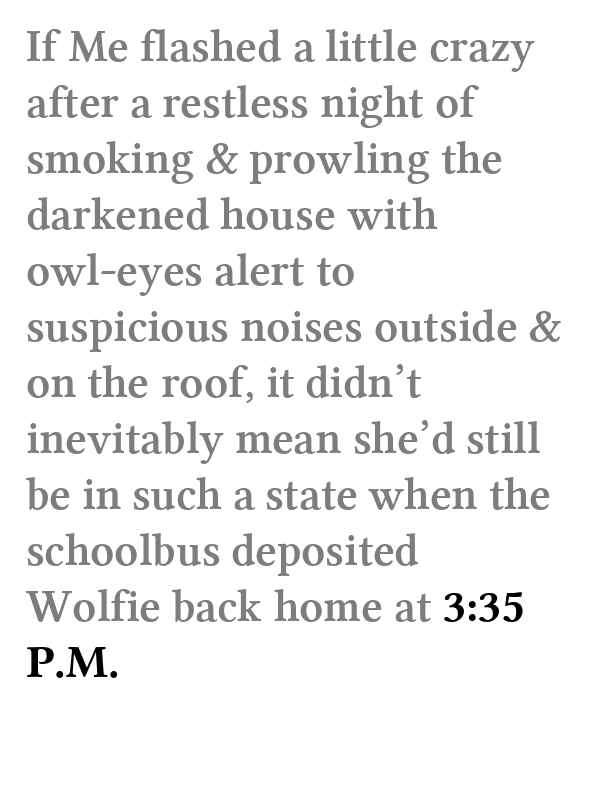 If Me flashed a little crazy
after a restless night of
smoking & prowling the
darkened house with
owl-eyes alert to
suspicious noises outside &
on the roof, it didn’t
inevitably mean she’d still
be in such a state when the
schoolbus deposited
Wolfie back home at 3:35
P.M.